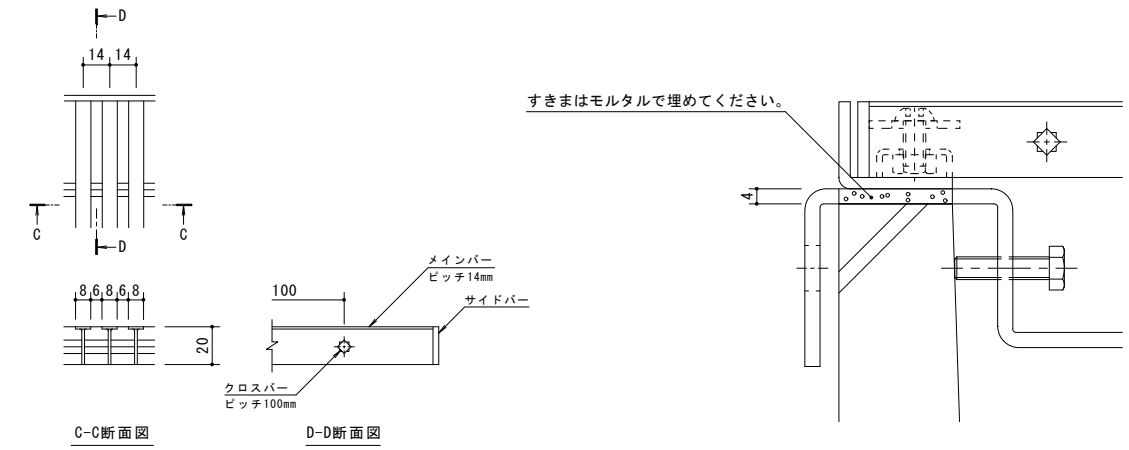 D
14 14
C C
D
8 6 8 6 8
20
C-C断面図
100
メインバー
ピッチ14mm
サイドバー
クロスバー
ピッチ100mm
D-D断面図
すきまはモルタルで埋めてください。
4